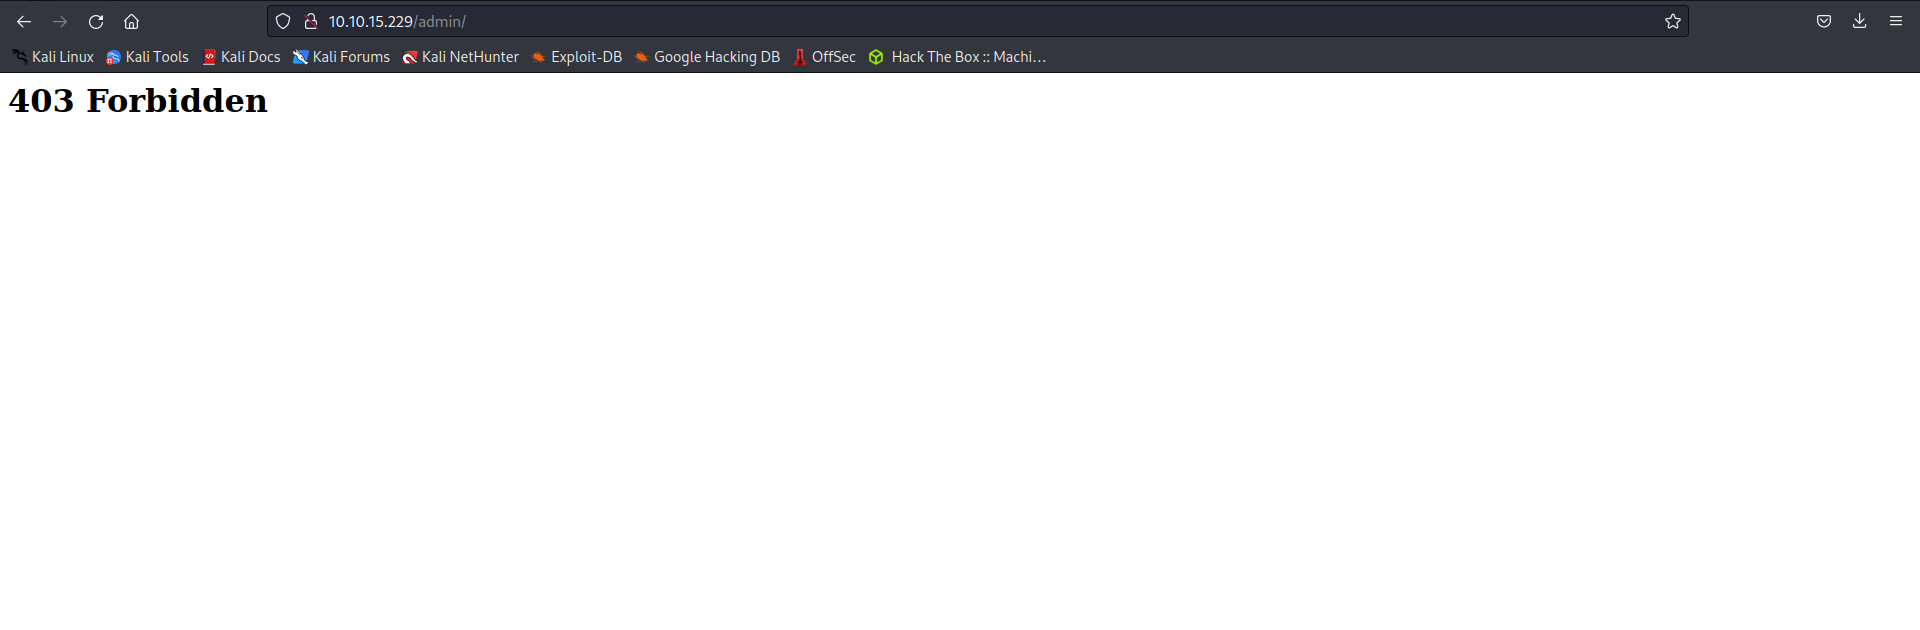 10.10.15.229/admin/
Kali Linux Kali Tools Kali Docs Kali Forums Kali NetHunter Exploit-DB Google Hacking DB OffSec Hack The Box :: Machi...
403 Forbidden